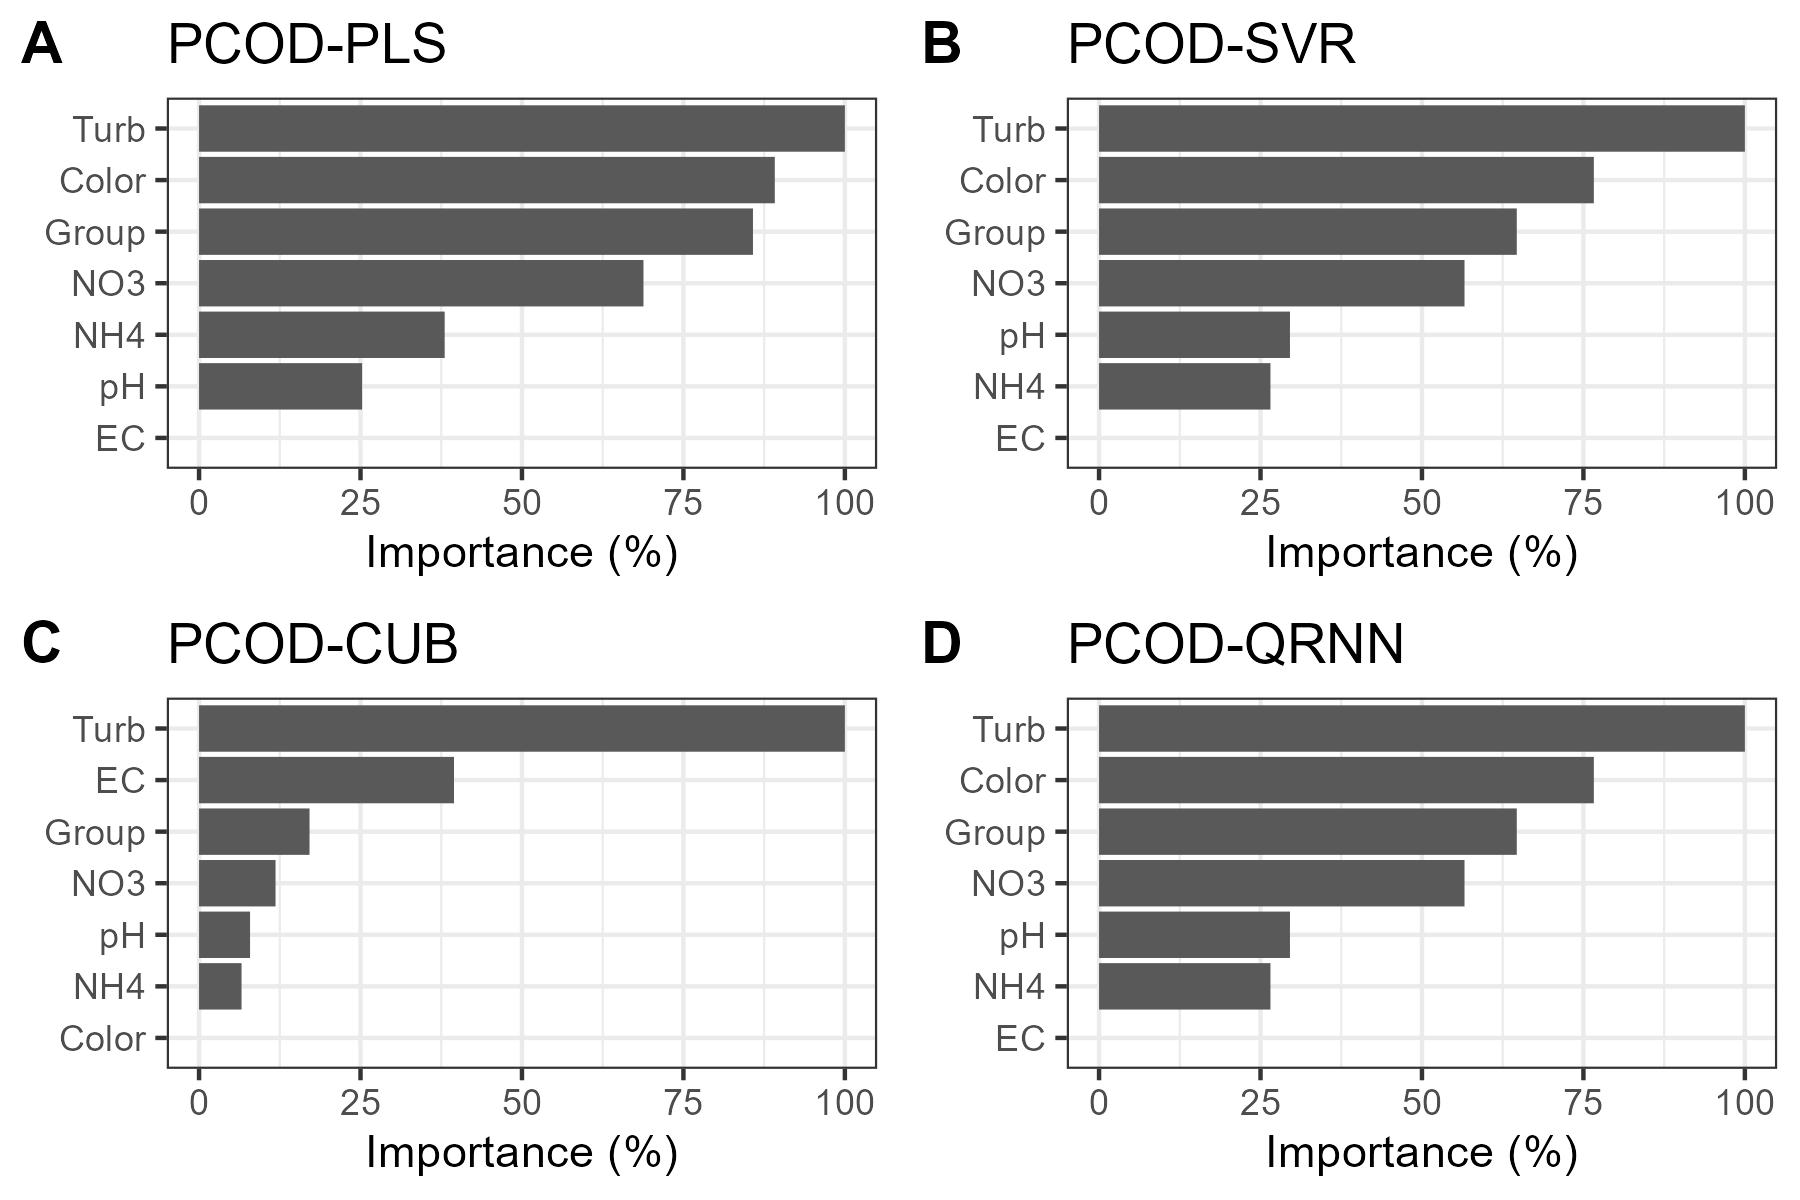 A PCOD-PLS
Turb
Color
Group
NO3
NH4
pH
EC
0 25 50 75 100
Importance (%)
B PCOD-SVR
Turb
Color
Group
NO3
pH
NH4
EC
0 25 50 75 100
Importance (%)
C PCOD-CUB
Turb
EC
Group
NO3
pH
NH4
Color
0 25 50 75 100
Importance (%)
D PCOD-QRNN
Turb
Color
Group
NO3
pH
NH4
EC
0 25 50 75 100
Importance (%)